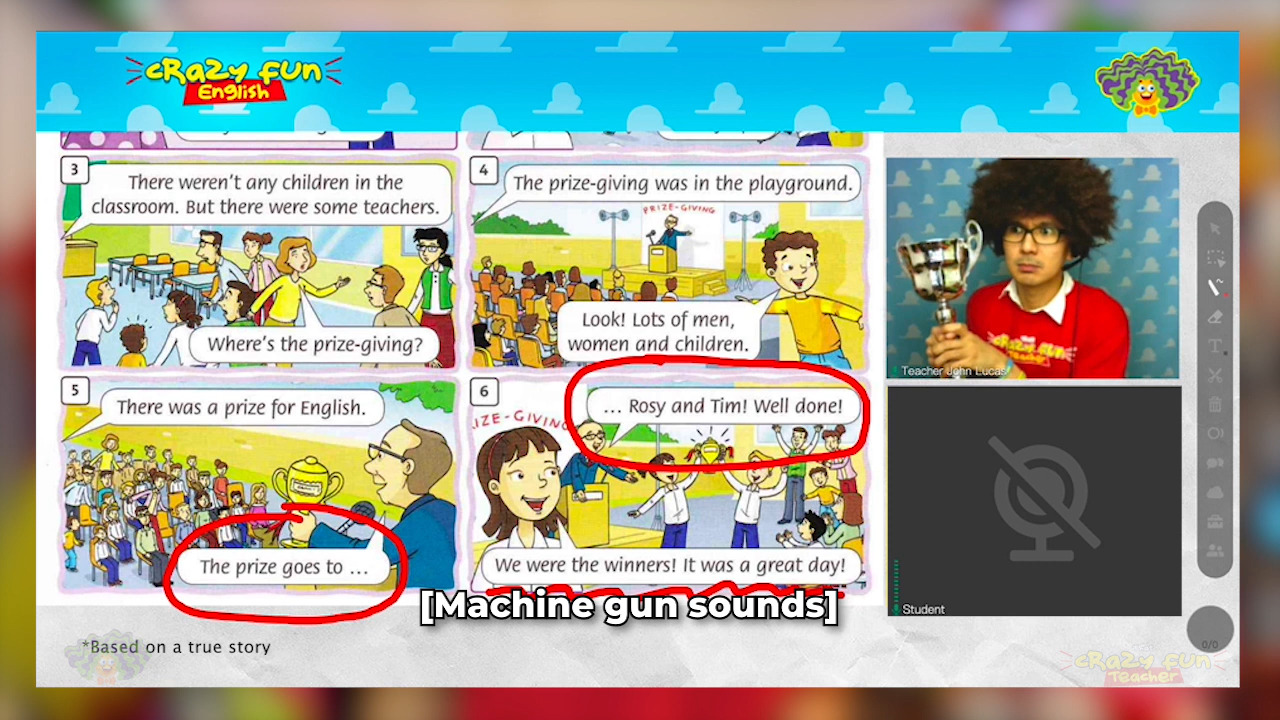 cRazy fun
English
3
There weren't any children in the
classroom. But there were some teachers.
Where's the prize-giving?
4
The prize-giving was in the playground.
PRIZE-GIVING
Look! Lots of men,
women and children.
5
There was a prize for English.
The prize goes to ...
6
IZE-GIVING
... Rosy and Tim! Well done!
We were the winners! It was a great day!
[Machine gun sounds]
*Based on a true story
Teacher John Lucas
Student
0/0
cRazy fun
Teacher